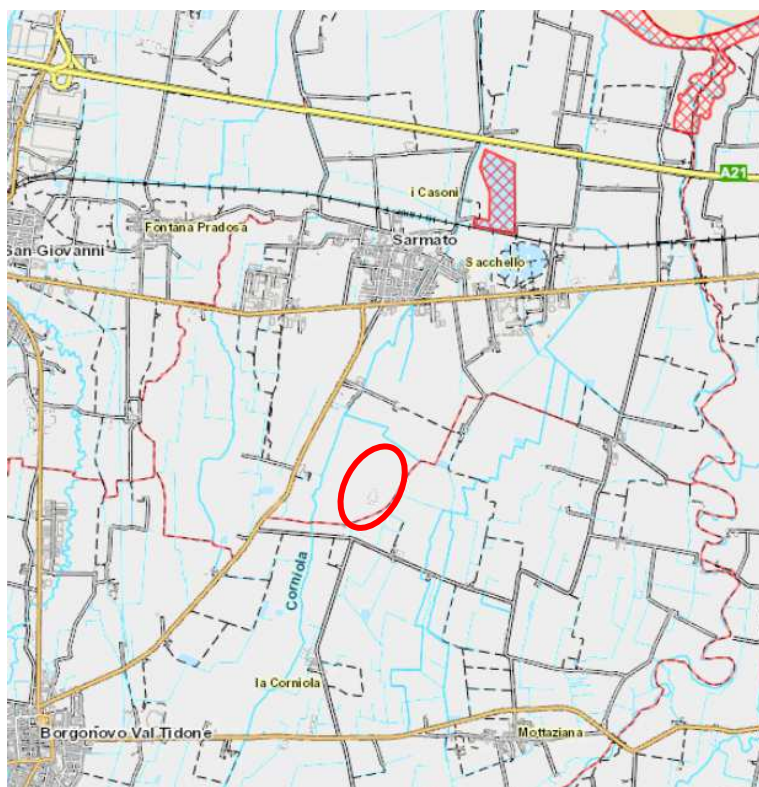 A21
i Casoni
Fontana Pradosa
Sarmato
San Giovanni
Sacchello
Corniola
la Corniola
Borgonovo Val Tidone
Mottaziana